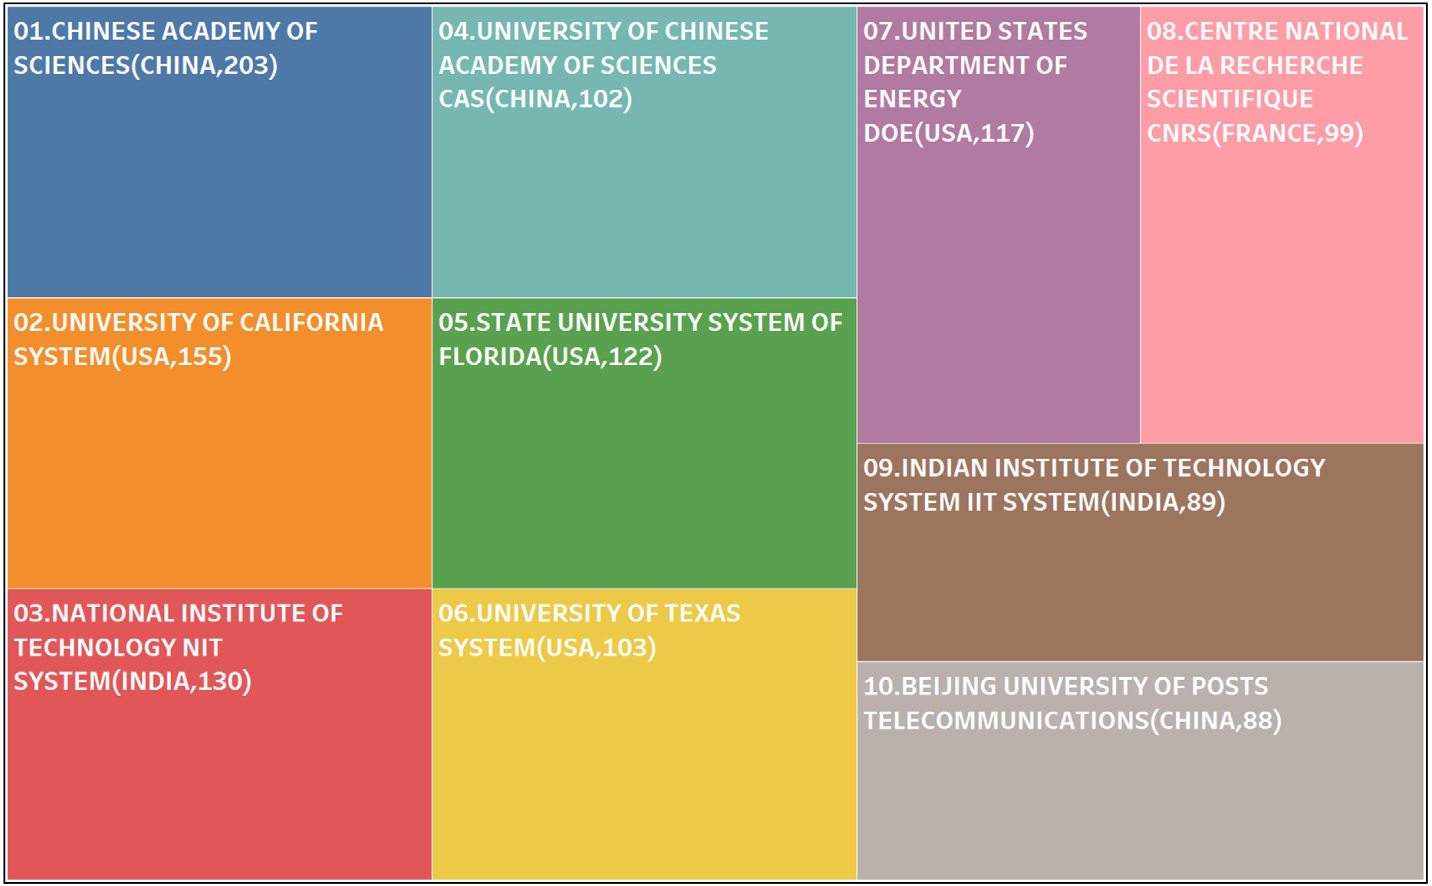 01.CHINESE ACADEMY OF
SCIENCES(CHINA,203)
02.UNIVERSITY OF CALIFORNIA
SYSTEM(USA,155)
03.NATIONAL INSTITUTE OF
TECHNOLOGY NIT
SYSTEM(INDIA,130)
04.UNIVERSITY OF CHINESE
ACADEMY OF SCIENCES
CAS(CHINA,102)
05.STATE UNIVERSITY SYSTEM OF
FLORIDA(USA,122)
06.UNIVERSITY OF TEXAS
SYSTEM(USA,103)
07.UNITED STATES
DEPARTMENT OF
ENERGY
DOE(USA,117)
08.CENTRE NATIONAL
DE LA RECHERCHE
SCIENTIFIQUE
CNRS(FRANCE,99)
09.INDIAN INSTITUTE OF TECHNOLOGY
SYSTEM IIT SYSTEM(INDIA,89)
10.BEIJING UNIVERSITY OF POSTS
TELECOMMUNICATIONS(CHINA,88)